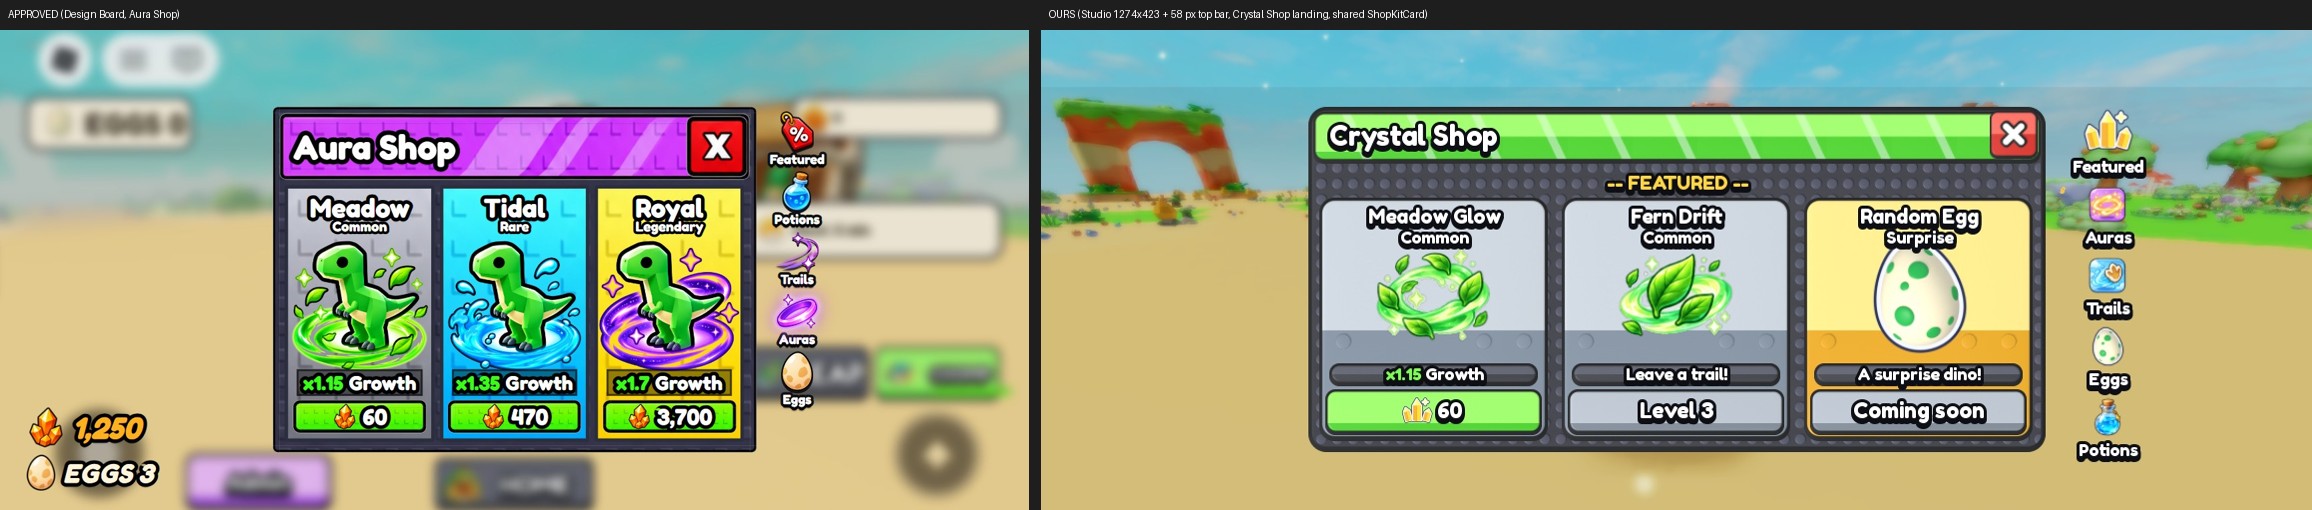 APPROVED (Design Board, Aura Shop)
EGGS 0
Aura Shop
X
Meadow
Common
x1.15 Growth
60
Tidal
Rare
x1.35 Growth
470
Royal
Legendary
x1.7 Growth
3,700
%
Featured
Potions
Trails
Auras
Eggs
1,250
EGGS 3
HOME
OURS (Studio 1274x423 + 58 px top bar, Crystal Shop landing, shared ShopKitCard)
Crystal Shop
X
-- FEATURED --
Meadow Glow
Common
x1.15 Growth
60
Fern Drift
Common
Leave a trail!
Level 3
Random Egg
Surprise
A surprise dino!
Coming soon
Featured
Auras
Trails
Eggs
Potions